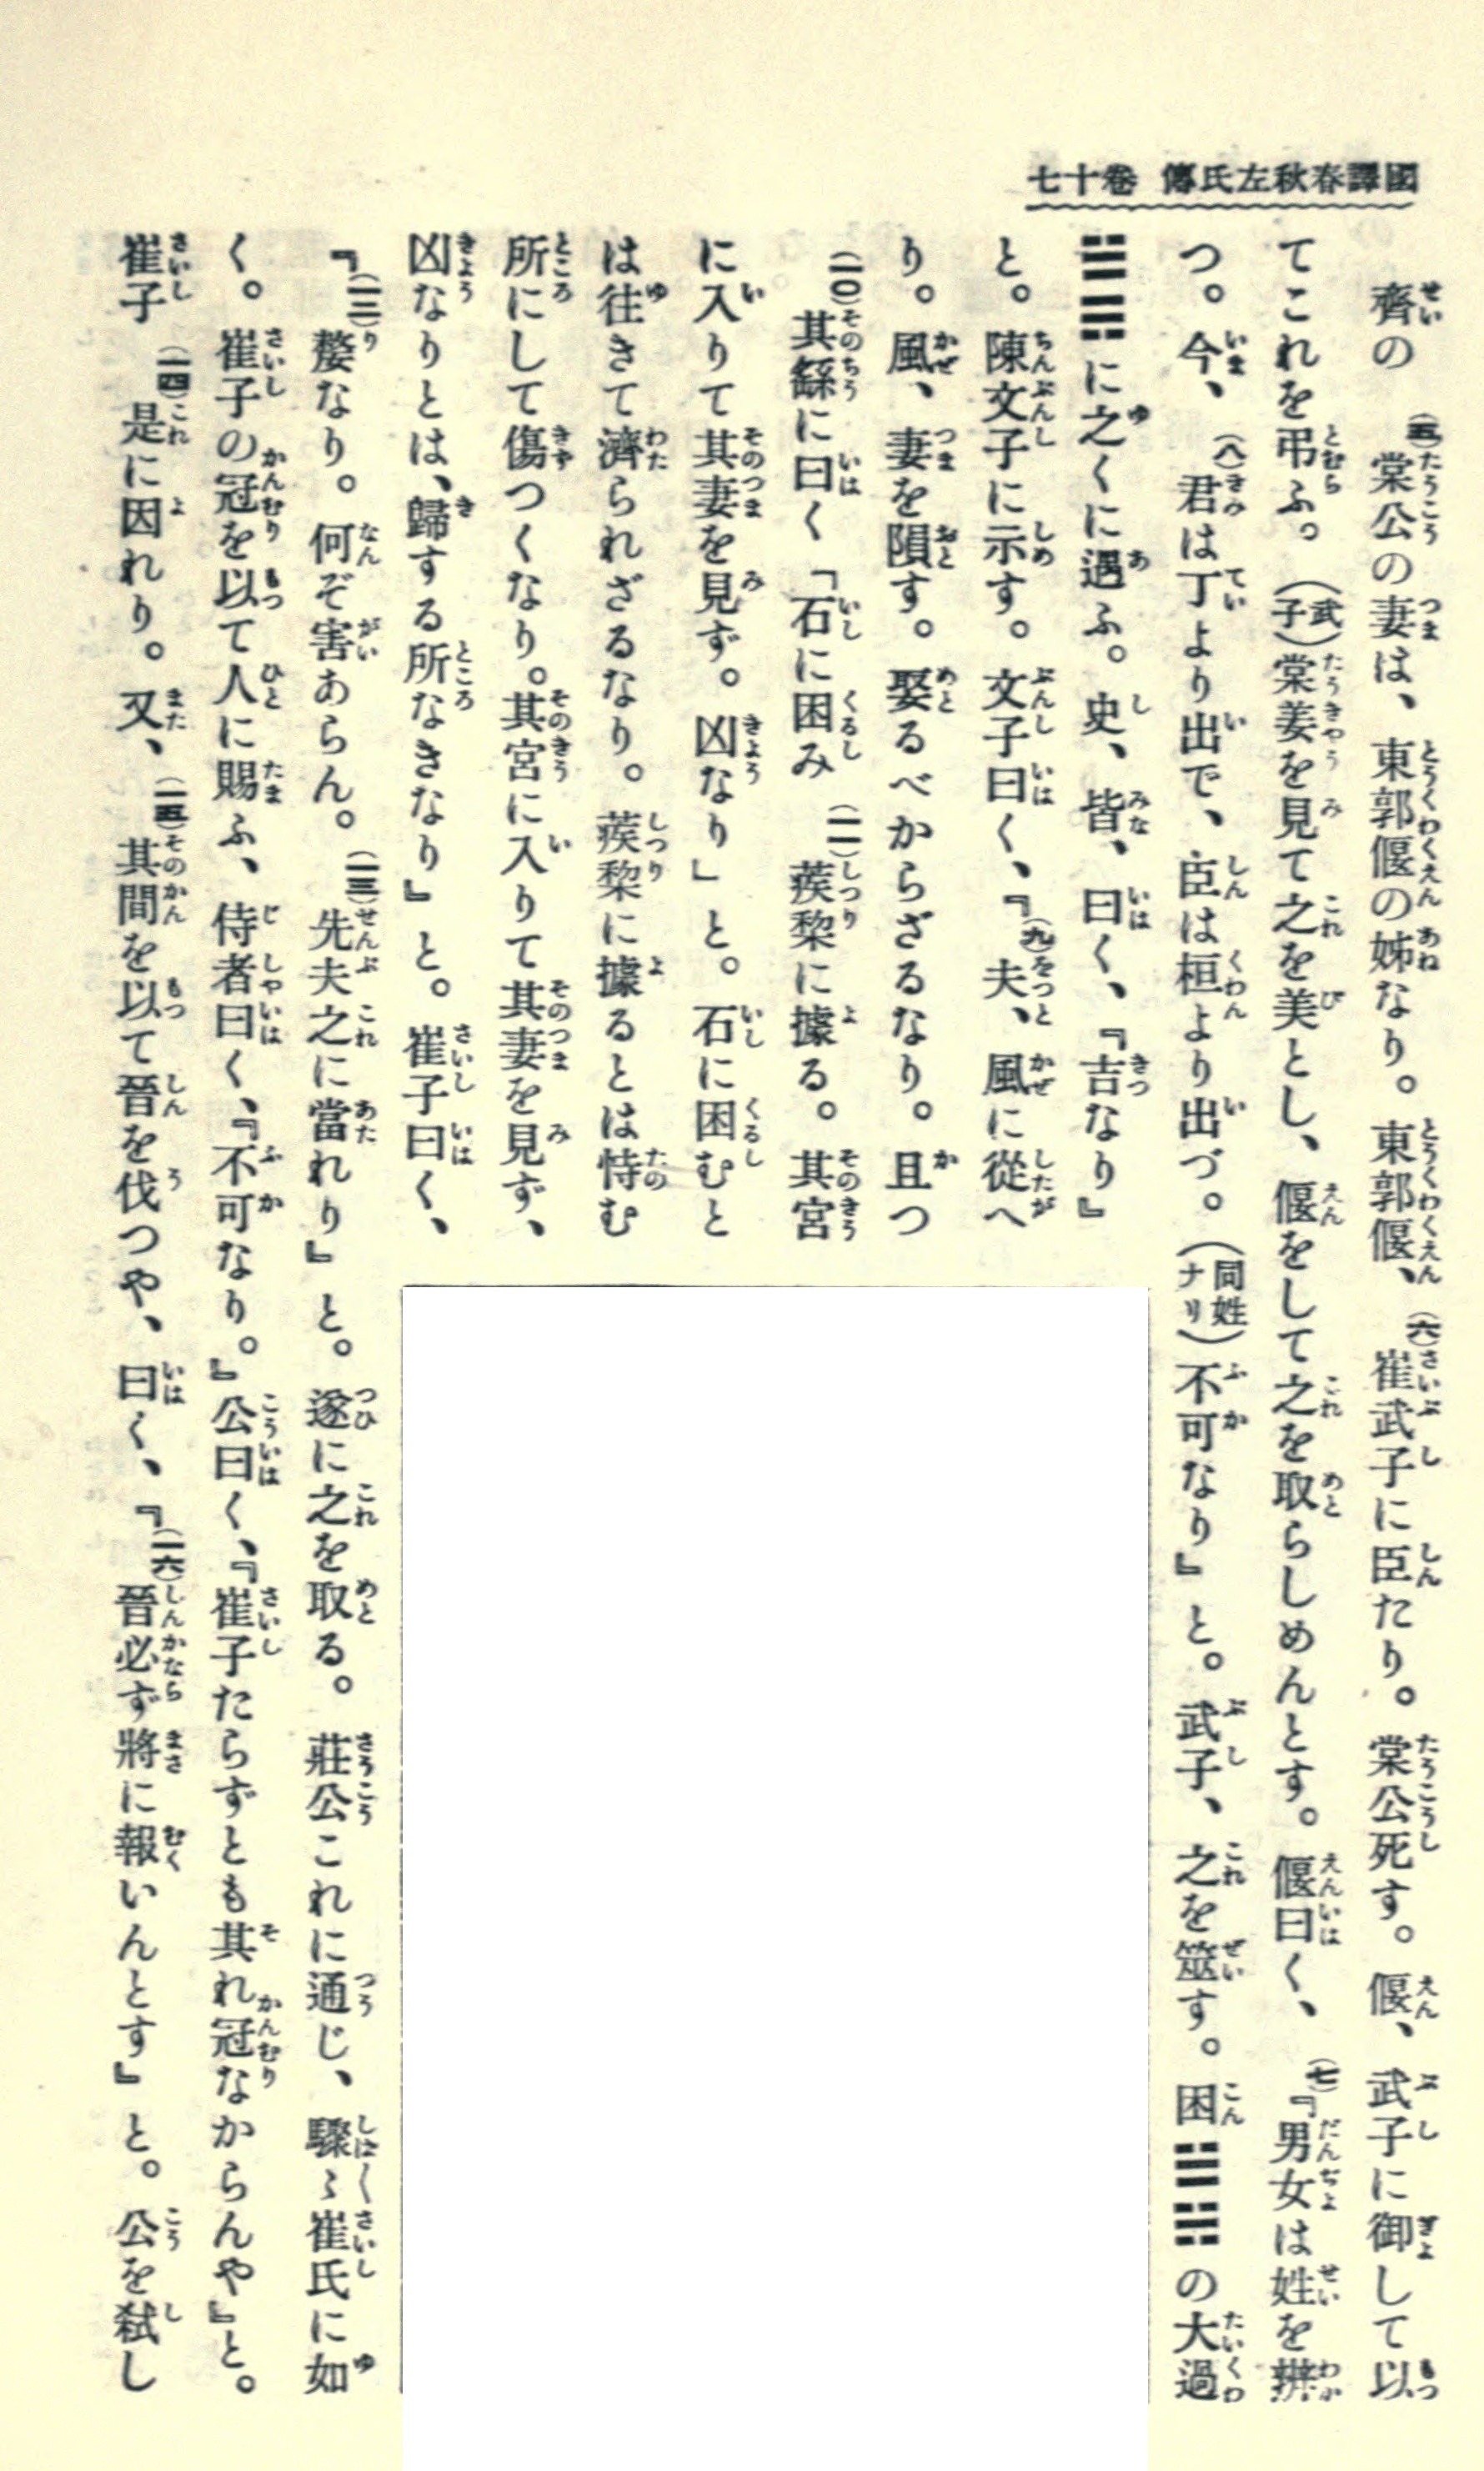 國譯春秋左氏傳 卷十七
齊の(五)棠公の妻は、東郭偃の姊なり。東郭偃、(六)崔武子に臣たり。棠公死す。偃、武子に御して以
てこれを弔ふ。(武子)棠姜を見て之を美とし、偃をして之を取らしめんとす。偃曰く、(七)『男女は姓を辨
つ。今、(八)君は丁より出で、臣は桓より出づ。(同姓ナリ)不可なり』と。武子、之を筮す。困䷮の大過
䷛に之くに遇ふ。史、皆、曰く、『吉なり』
と。陳文子に示す。文子曰く、『(九)夫、風に從へ
り。風、妻を隕す。娶るべからざるなり。且つ
(一〇)其繇に曰く「石に困み(一一)蒺棃に據る。其宮
に入りて其妻を見ず。凶なり」と。石に困むと
は往きて濟られざるなり。蒺棃に據るとは恃む
所にして傷つくなり。其宮に入りて其妻を見ず、
凶なりとは、歸する所なきなり』と。崔子曰く、
『(一二)嫠なり。何ぞ害あらん。(一三)先夫之に當れり』と。遂に之を取る。莊公これに通じ、驟〻崔氏に如
く。崔子の冠を以て人に賜ふ、侍者曰く、『不可なり。』公曰く、『崔子たらずとも其れ冠なからんや』と。
崔子(一四)是に因れり。又、(一五)其間を以て晉を伐つや、曰く、『(一六)晉必ず將に報いんとす』と。公を弑し